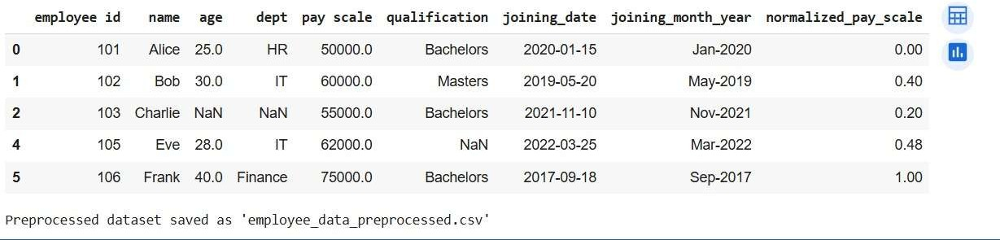 employee id name age dept pay scale qualification joining_date joining_month_year normalized_pay_scale
0 101 Alice 25.0 HR 50000.0 Bachelors 2020-01-15 Jan-2020 0.00
1 102 Bob 30.0 IT 60000.0 Masters 2019-05-20 May-2019 0.40
2 103 Charlie NaN NaN 55000.0 Bachelors 2021-11-10 Nov-2021 0.20
4 105 Eve 28.0 IT 62000.0 NaN 2022-03-25 Mar-2022 0.48
5 106 Frank 40.0 Finance 75000.0 Bachelors 2017-09-18 Sep-2017 1.00
Preprocessed dataset saved as 'employee_data_preprocessed.csv'